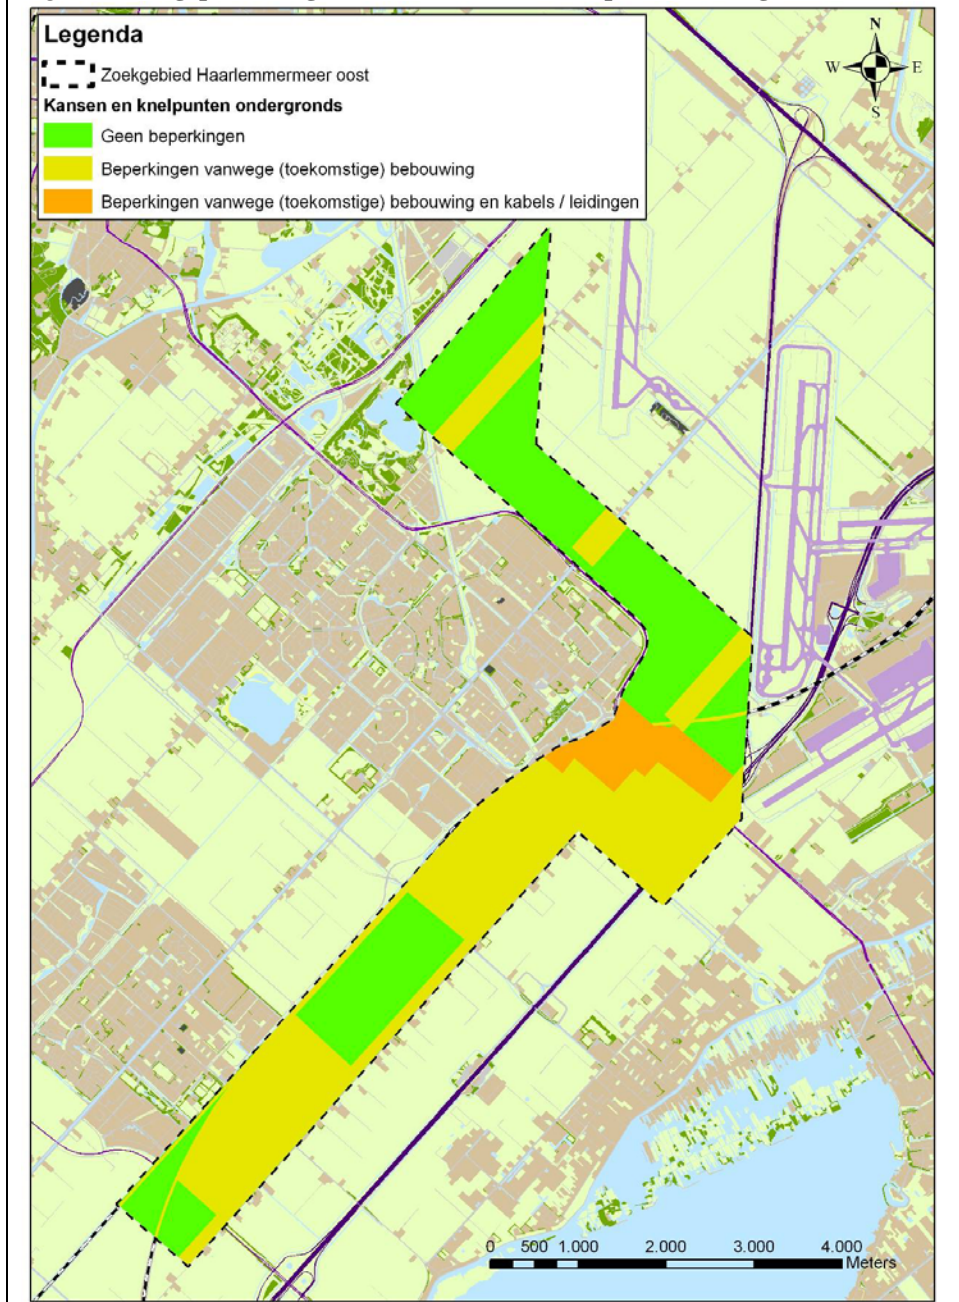 Legenda
Zoekgebied Haarlemmermeer oost
Kansen en knelpunten ondergronds
Geen beperkingen
Beperkingen vanwege (toekomstige) bebouwing
Beperkingen vanwege (toekomstige) bebouwing en kabels / leidingen
N
W E
S
0 500 1.000 2.000 3.000 4.000
Meters